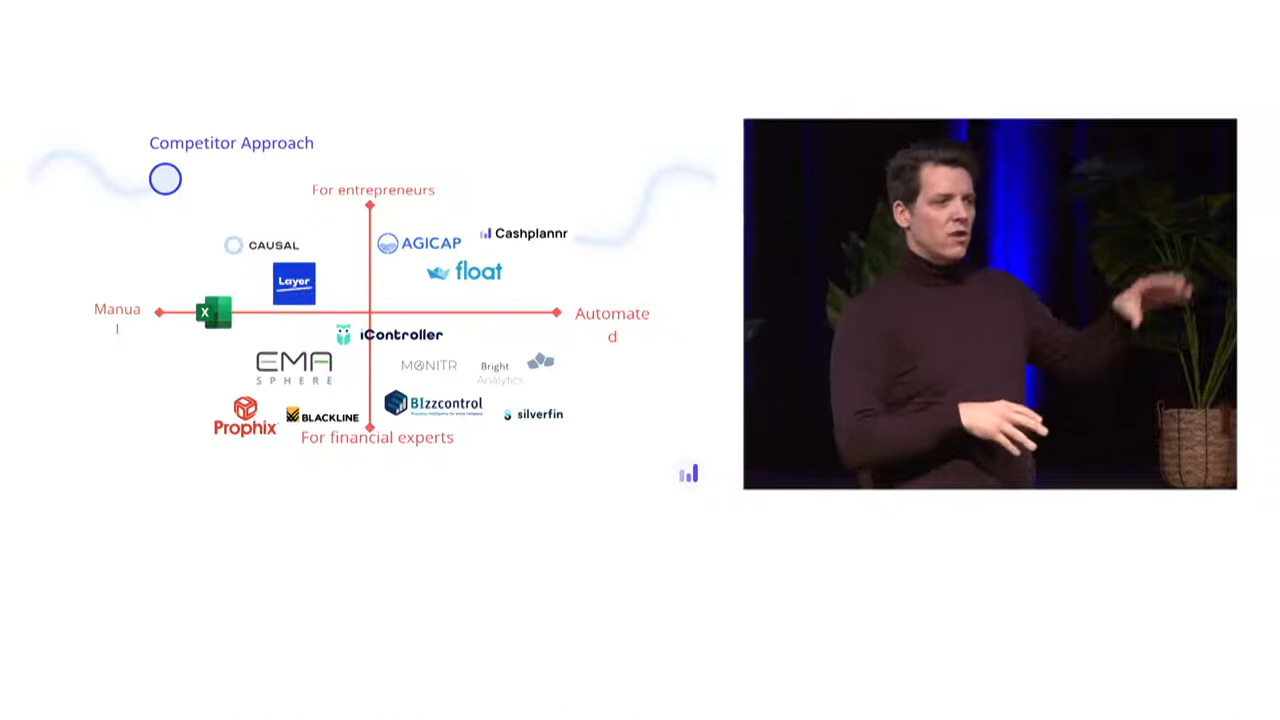 Competitor Approach
For entrepreneurs
CAUSAL
AGICAP
Cashplannr
float
Layer
Manua
l
X
Automate
d
iController
EMA
SPHERE
MONITR
Bright
Analytics
Prophix
BLACKLINE
BIzzcontrol
silverfin
For financial experts